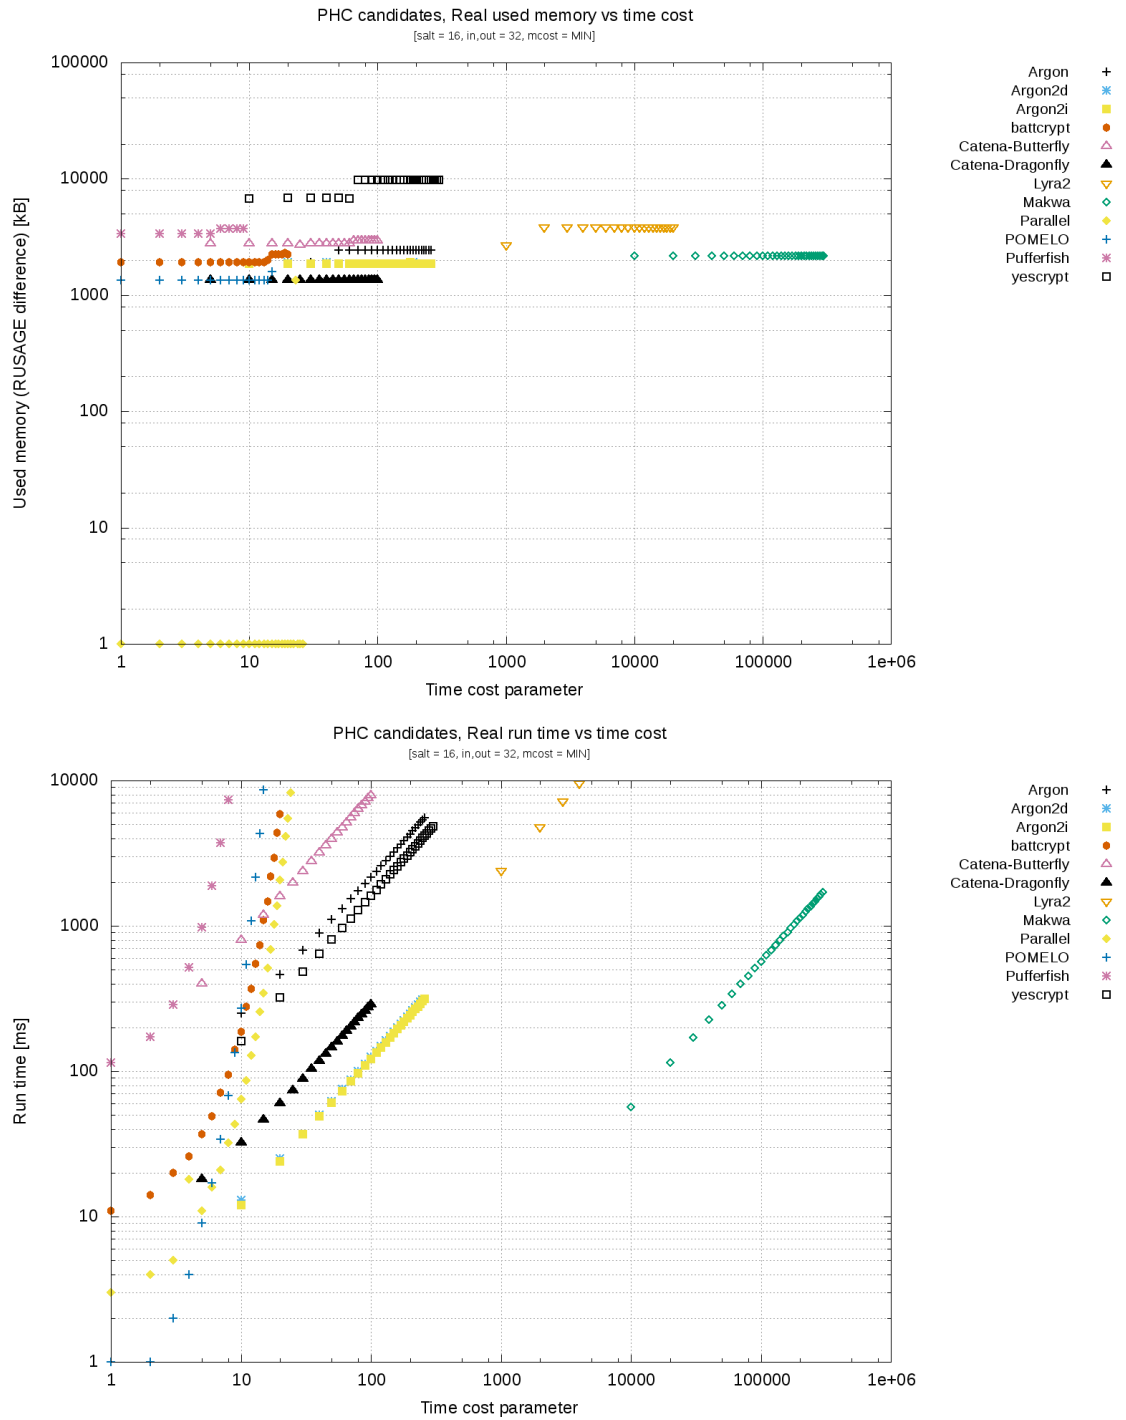 PHC candidates, Real used memory vs time cost
[salt = 16, in,out = 32, mcost = MIN]
Used memory (RUSAGE difference) [kB]
100000
10000
1000
100
10
1
1 10 100 1000 10000 100000 1e+06
Time cost parameter
Argon
Argon2d
Argon2i
battcrypt
Catena-Butterfly
Catena-Dragonfly
Lyra2
Makwa
Parallel
POMELO
Pufferfish
yescrypt
PHC candidates, Real run time vs time cost
[salt = 16, in,out = 32, mcost = MIN]
Run time [ms]
10000
1000
100
10
1
1 10 100 1000 10000 100000 1e+06
Time cost parameter
Argon
Argon2d
Argon2i
battcrypt
Catena-Butterfly
Catena-Dragonfly
Lyra2
Makwa
Parallel
POMELO
Pufferfish
yescrypt